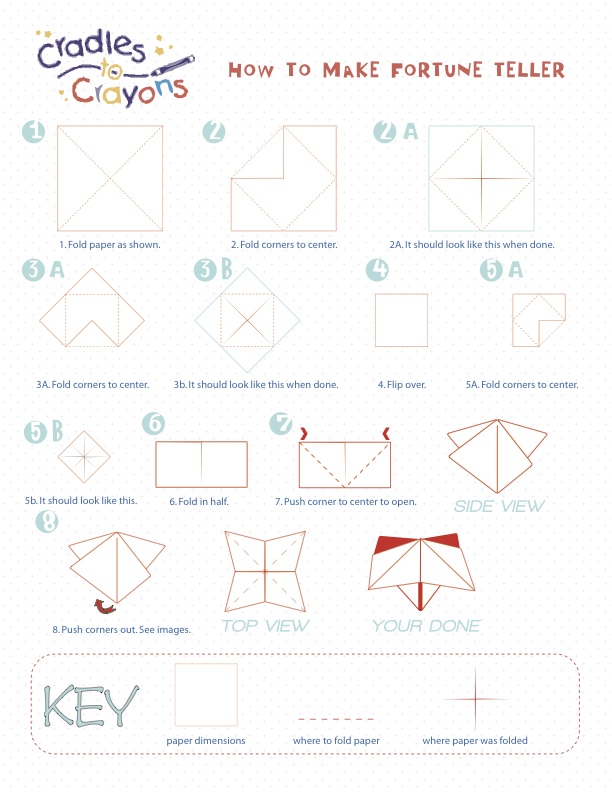 Cradles
to
Crayons
HOW TO MAKE FORTUNE TELLER
1
2
2 A
1. Fold paper as shown.
2. Fold corners to center.
2A. It should look like this when done.
3 A
3 B
4
5 A
3A. Fold corners to center.
3b. It should look like this when done.
4. Flip over.
5A. Fold corners to center.
5 B
6
7
5b. It should look like this.
6. Fold in half.
7. Push corner to center to open.
SIDE VIEW
8
8. Push corners out. See images.
TOP VIEW
YOUR DONE
KEY
paper dimensions
where to fold paper
where paper was folded